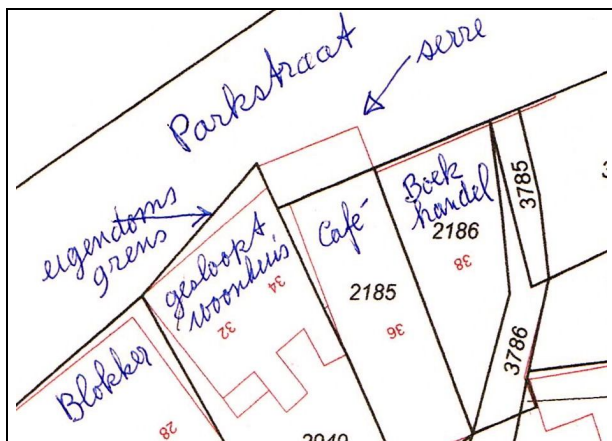 Parkstraat
serre
eigendoms
grens
gesloopt
woonhuis
34
32
Café
2185
36
Boek
handel
2186
38
3785
3786
Blokker
28